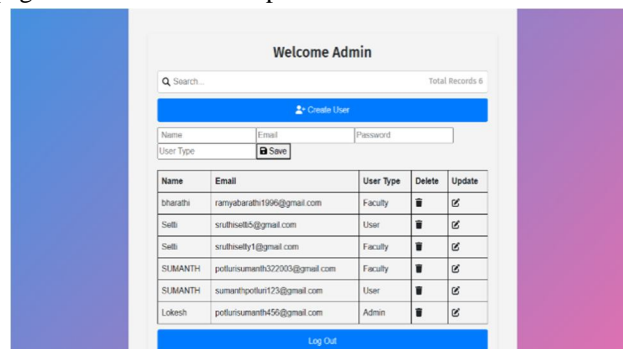 Welcome Admin
Search... Total Records 6
Create User
Name Email Password
User Type Save
Name Email User Type Delete Update
bharathi ramyabarathi1996@gmail.com Faculty
Setti sruthisetti5@gmail.com User
Setti sruthisetty1@gmail.com Faculty
SUMANTH potlurisumanth322003@gmail.com Faculty
SUMANTH sumanthpotluri123@gmail.com User
Lokesh potlurisumanth456@gmail.com Admin
Log Out